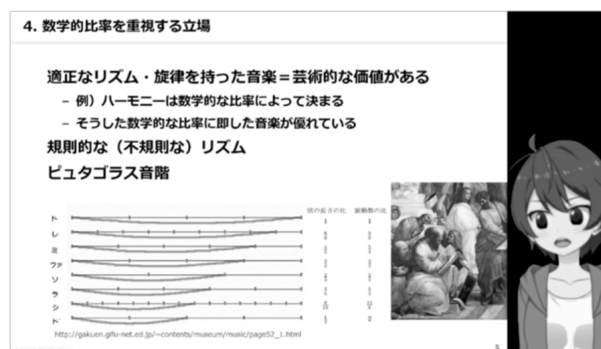 4. 数学的比率を重視する立場
適正なリズム・旋律を持った音楽＝芸術的な価値がある
– 例）ハーモニーは数学的な比率によって決まる
– そうした数学的な比率に即した音楽が優れている
規則的な（不規則な）リズム
ピュタゴラス音階
弦の長さの比 振動数の比
ド 1 1
レ
ミ
ファ
ソ
ラ
シ
ド 2
http://gakuen.gifu-net.ed.jp/~contents/museum/music/page52_1.html
5